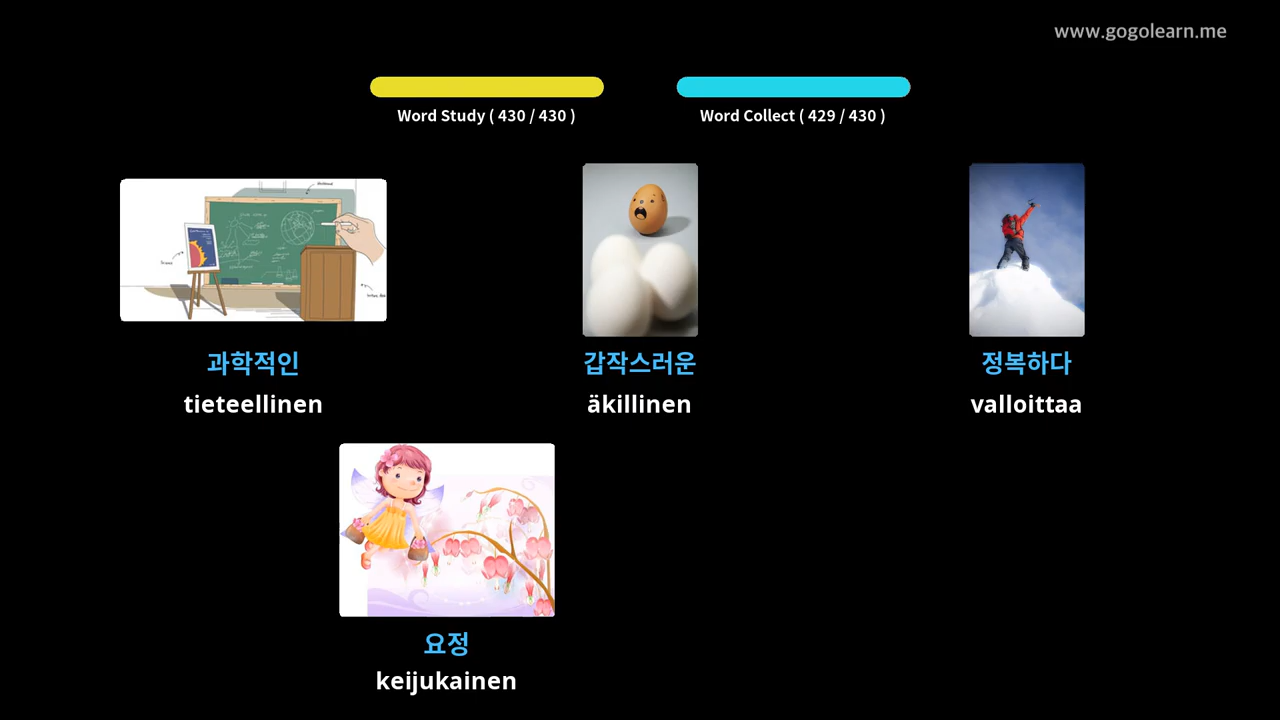 www.gogolearn.me
Word Study ( 430 / 430 )
Word Collect ( 429 / 430 )
과학적인
tieteellinen
갑작스러운
äkillinen
정복하다
valloittaa
요정
keijukainen